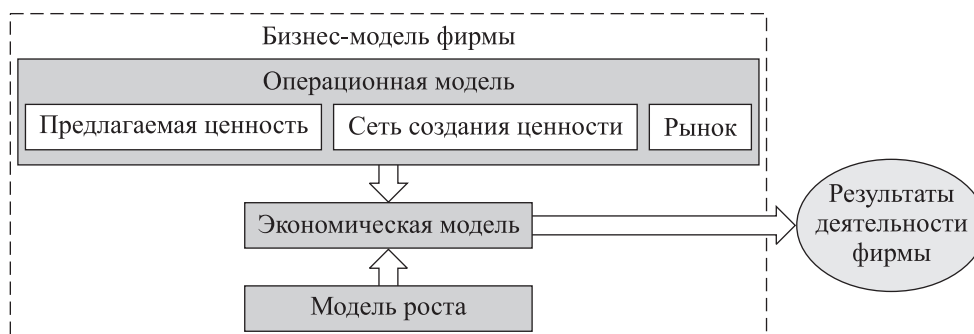 Бизнес-модель фирмы
Операционная модель
Предлагаемая ценность
Сеть создания ценности
Рынок
Экономическая модель
Результаты
деятельности
фирмы
Модель роста